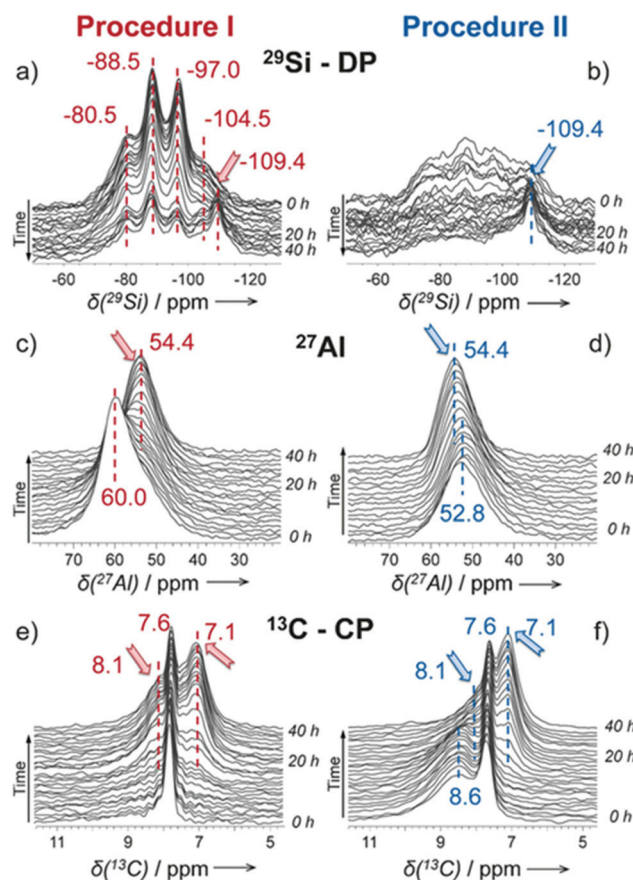 Procedure I Procedure II
a) ²⁹Si - DP b)
-88.5 -97.0
-80.5 -104.5
-109.4 -109.4
Time 0 h 20 h 40 h Time 0 h 20 h 40 h
-60 -80 -100 -120 -60 -80 -100 -120
δ(²⁹Si) / ppm δ(²⁹Si) / ppm
c) 54.4 ²⁷Al 54.4 d)
Time 40 h 20 h 0 h Time 40 h 20 h 0 h
60.0 52.8
70 60 50 40 30 20 70 60 50 40 30 20
δ(²⁷Al) / ppm δ(²⁷Al) / ppm
e) ¹³C - CP f)
7.6 7.1 7.6 7.1
8.1 8.1
Time 40 h 20 h 0 h Time 40 h 20 h 0 h
8.6
11 9 7 5 11 9 7 5
δ(¹³C) / ppm δ(¹³C) / ppm